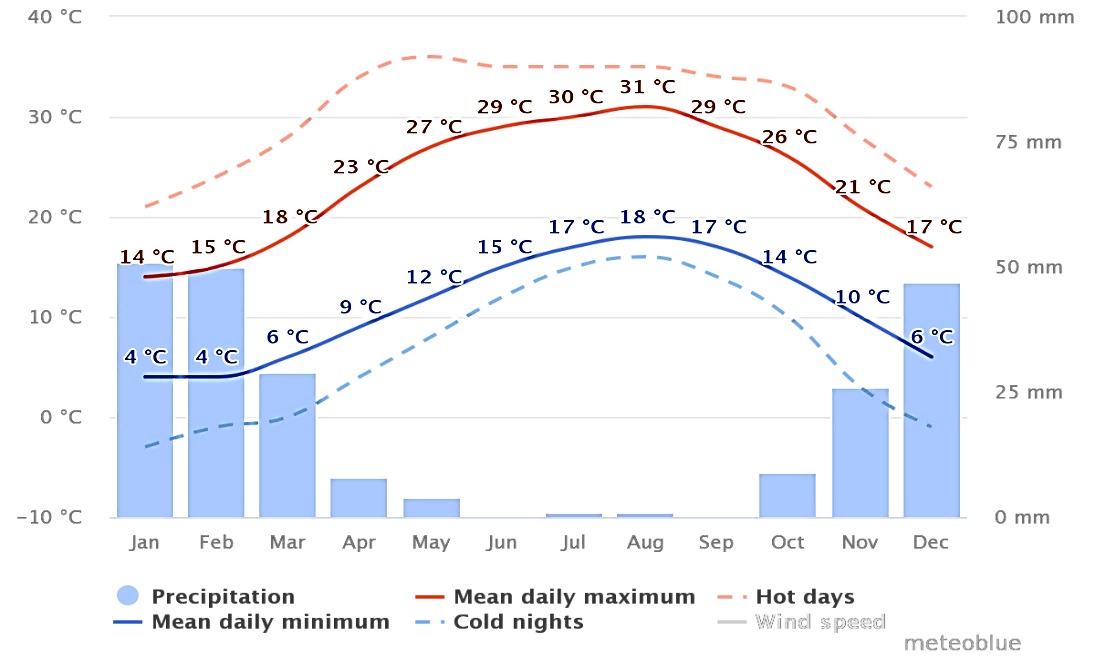 40 °C
100 mm
31 °C
30 °C
29 °C
29 °C
30 °C
27 °C
26 °C
75 mm
23 °C
21 °C
20 °C
18 °C
18 °C
17 °C
17 °C
17 °C
15 °C
15 °C
14 °C
14 °C
50 mm
12 °C
10 °C
9 °C
10 °C
6 °C
6 °C
4 °C
4 °C
25 mm
0 °C
-10 °C
0 mm
Jan Feb Mar Apr May Jun Jul Aug Sep Oct Nov Dec
Precipitation Mean daily maximum Hot days
Mean daily minimum Cold nights Wind speed
meteoblue